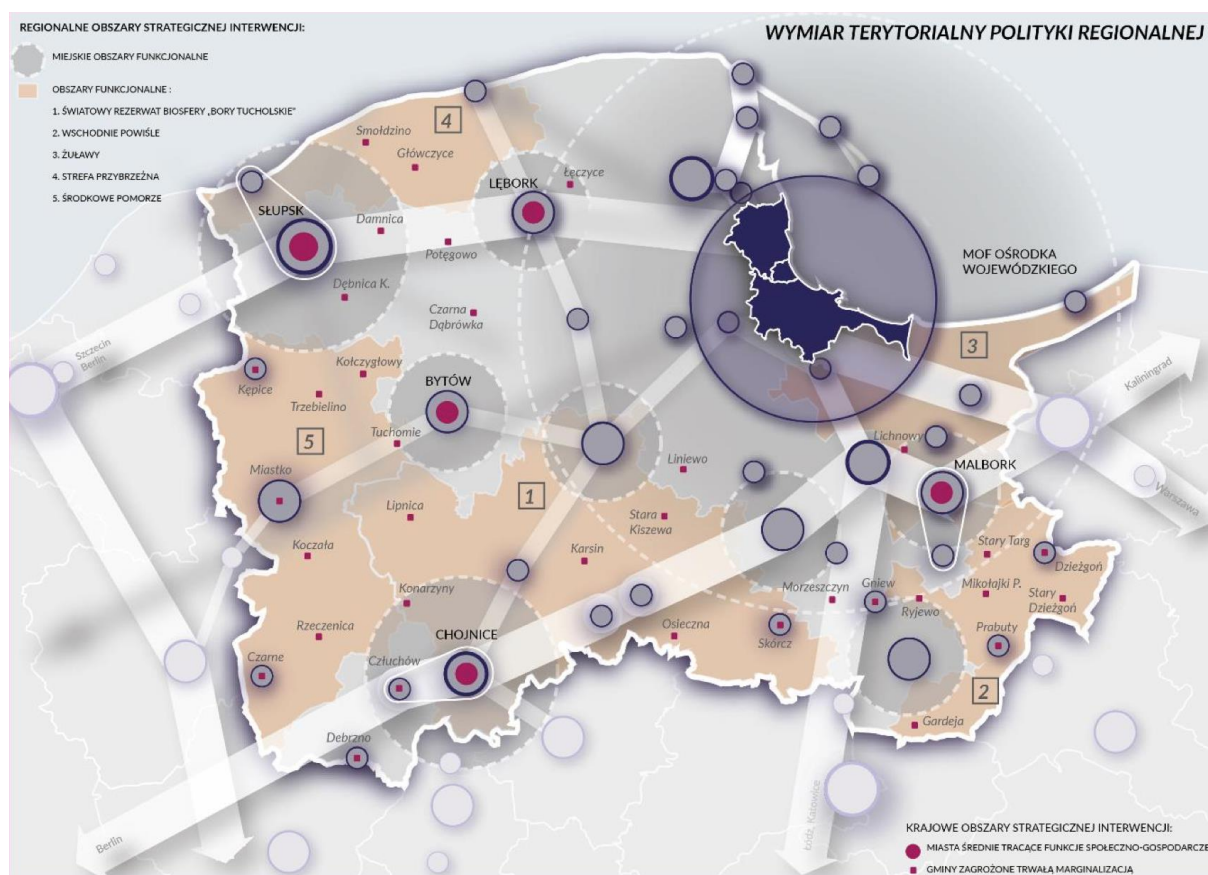 REGIONALNE OBSZARY STRATEGICZNEJ INTERWENCJI:
MIEJSKIE OBSZARY FUNKCJONALNE
OBSZARY FUNKCJONALNE :
1. ŚWIATOWY REZERWAT BIOSFERY „BORY TUCHOLSKIE”
2. WSCHODNIE POWIŚLE
3. ŻUŁAWY
4. STREFA PRZYBRZEŻNA
5. ŚRODKOWE POMORZE
WYMIAR TERYTORIALNY POLITYKI REGIONALNEJ
4
Smołdzino
Główczyce
LĘBORK
Łęczyce
SŁUPSK
Damnica
Potęgowo
MOF OŚRODKA
WOJEWÓDZKIEGO
Dębnica K.
Czarna
Dąbrówka
Szczecin
Berlin
3
Kaliningrad
Kołczygłowy
Kępice
Trzebielino
BYTÓW
Tuchomie
5
Lichnowy
Liniewo
MALBORK
Warszawa
Miastko
1
Lipnica
Stara
Kiszewa
Koczała
Karsin
Stary Targ
Dzieżgoń
Konarzyny
Morzeszczyn
Gniew
Mikołajki P.
Ryjewo
Stary
Dzieżgoń
Rzeczenica
CHOJNICE
Osieczna
Skórcz
Prabuty
Czarne
Człuchów
2
Gardeja
Debrzno
Łódź, Katowice
Berlin
KRAJOWE OBSZARY STRATEGICZNEJ INTERWENCJI:
MIASTA ŚREDNIE TRACĄCE FUNKCJE SPOŁECZNO-GOSPODARCZE
GMINY ZAGROŻONE TRWAŁĄ MARGINALIZACJĄ